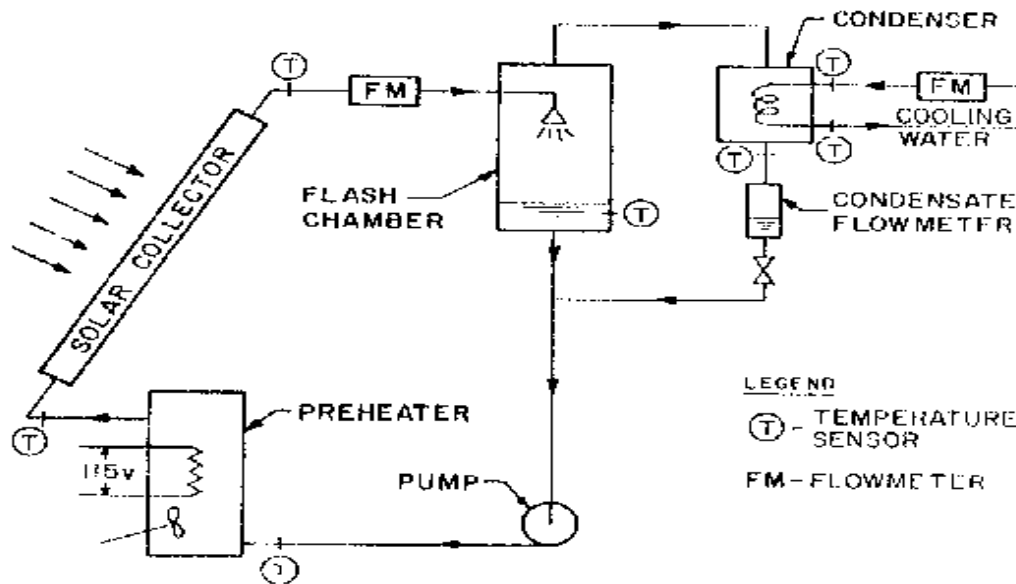 CONDENSER
T
T
FM
FM
COOLING
WATER
T
T
FLASH
CHAMBER
T
CONDENSATE
FLOWMETER
SOLAR COLLECTOR
LEGEND
PREHEATER
T - TEMPERATURE
SENSOR
T
115v
PUMP
FM-FLOWMETER